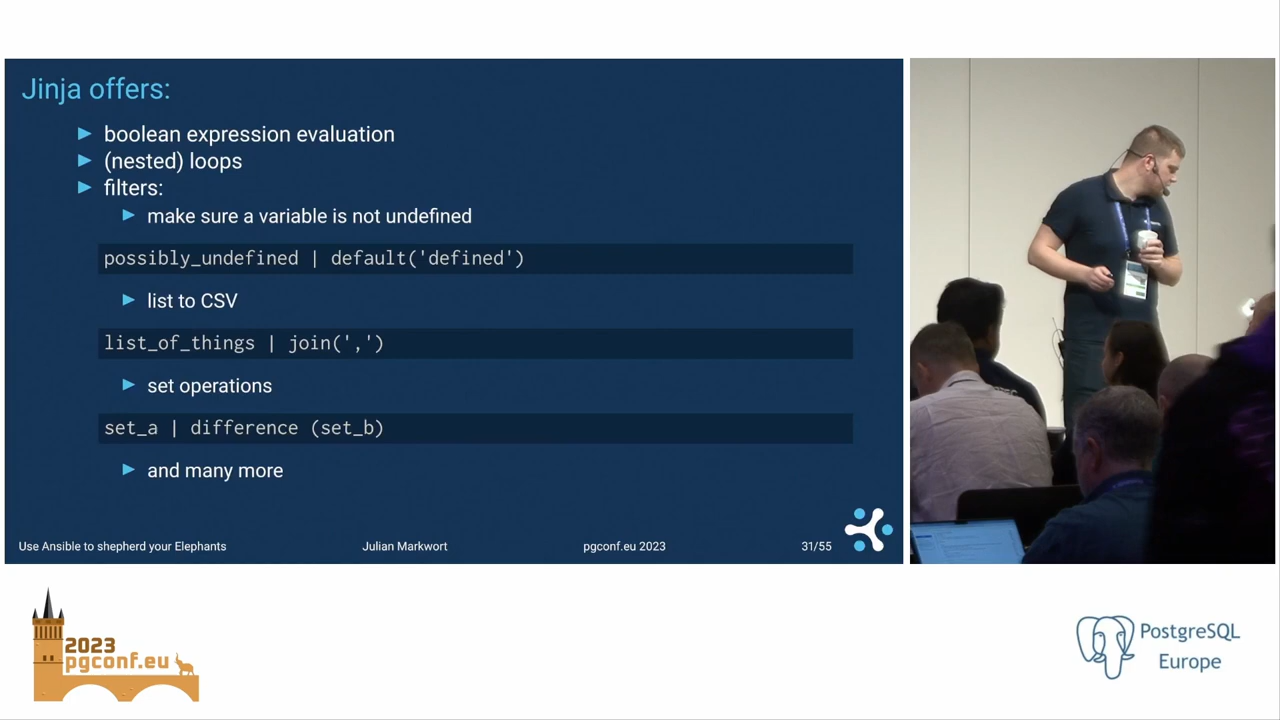 Jinja offers:
boolean expression evaluation
(nested) loops
filters:
make sure a variable is not undefined
possibly_undefined | default('defined')
list to CSV
list_of_things | join(',')
set operations
set_a | difference (set_b)
and many more
Use Ansible to shepherd your Elephants Julian Markwort pgconf.eu 2023 31/55
2023
pgconf.eu
PostgreSQL
Europe